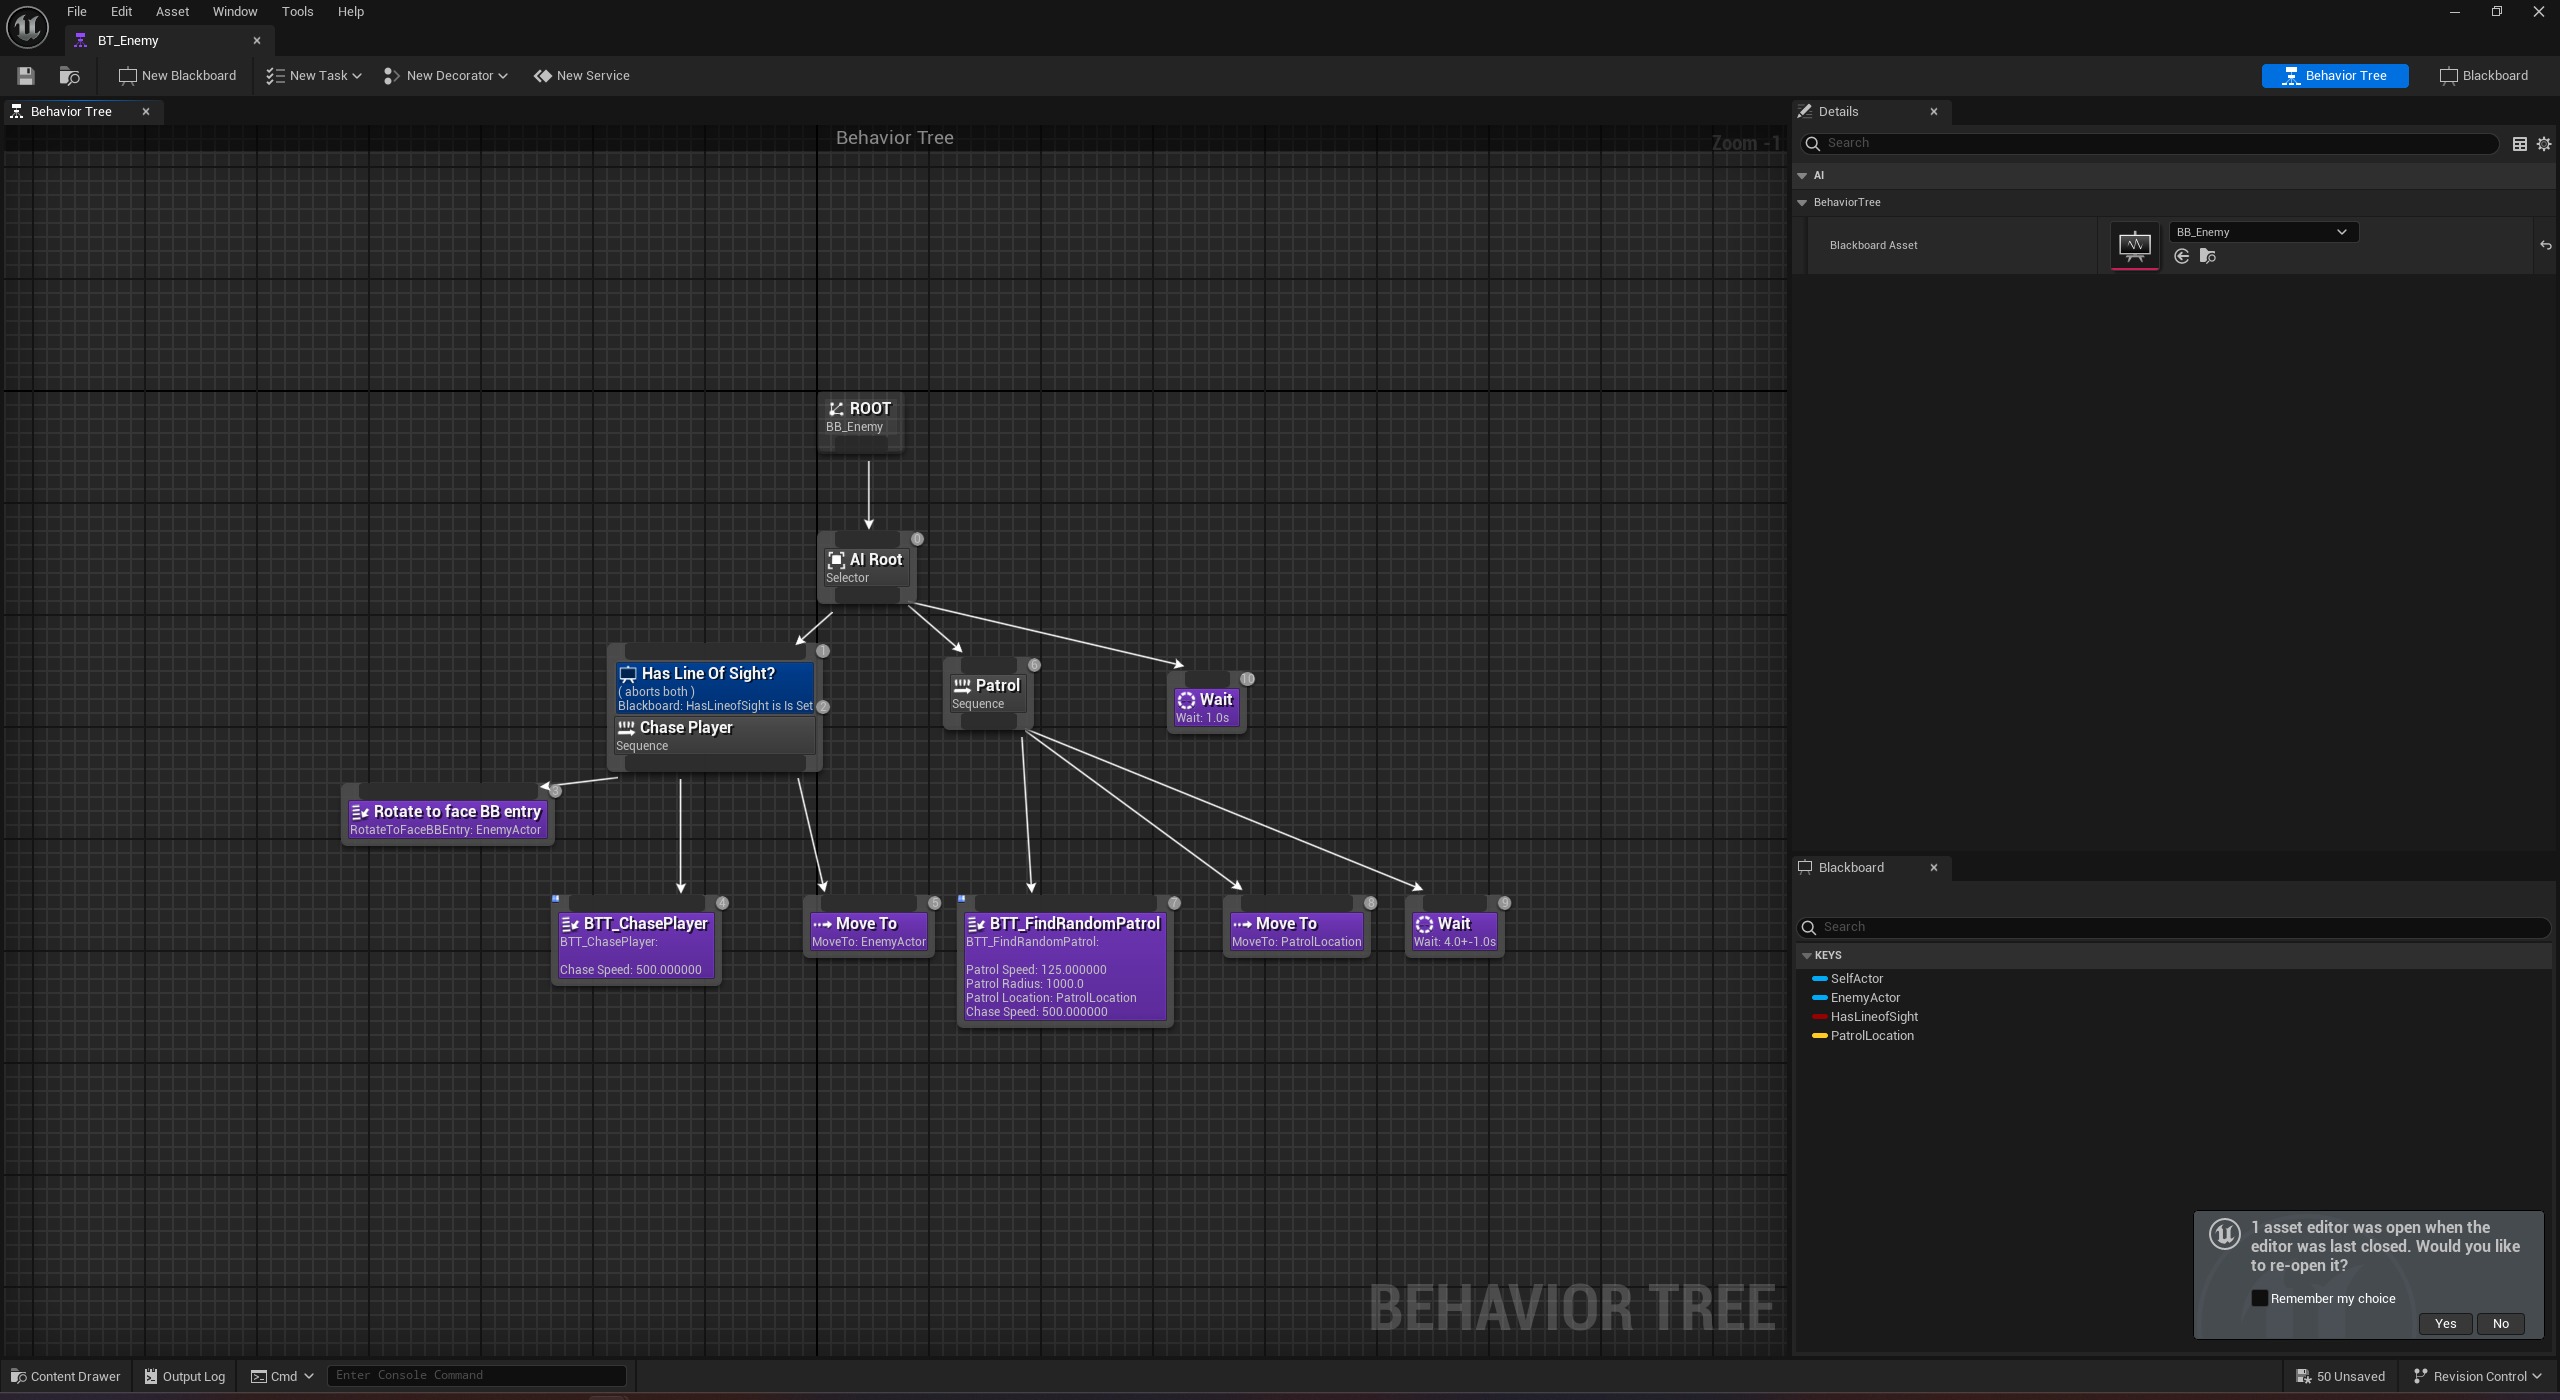 File Edit Asset Window Tools Help
BT_Enemy
New Blackboard New Task New Decorator New Service
Behavior Tree Blackboard
Behavior Tree
Details
Behavior Tree
Zoom -1
Search
AI
BehaviorTree
Blackboard Asset
BB_Enemy
ROOT
BB_Enemy
0
AI Root
Selector
1
Has Line Of Sight?
( aborts both )
Blackboard: HasLineofSight is Is Set
2
Chase Player
Sequence
6
Patrol
Sequence
10
Wait
Wait: 1.0s
3
Rotate to face BB entry
RotateToFaceBBEntry: EnemyActor
4
BTT_ChasePlayer
BTT_ChasePlayer:
Chase Speed: 500.000000
5
Move To
MoveTo: EnemyActor
7
BTT_FindRandomPatrol
BTT_FindRandomPatrol:
Patrol Speed: 125.000000
Patrol Radius: 1000.0
Patrol Location: PatrolLocation
Chase Speed: 500.000000
8
Move To
MoveTo: PatrolLocation
9
Wait
Wait: 4.0+-1.0s
BEHAVIOR TREE
Blackboard
Search
KEYS
SelfActor
EnemyActor
HasLineofSight
PatrolLocation
1 asset editor was open when the
editor was last closed. Would you like
to re-open it?
Remember my choice
Yes No
Content Drawer Output Log Cmd Enter Console Command 50 Unsaved Revision Control